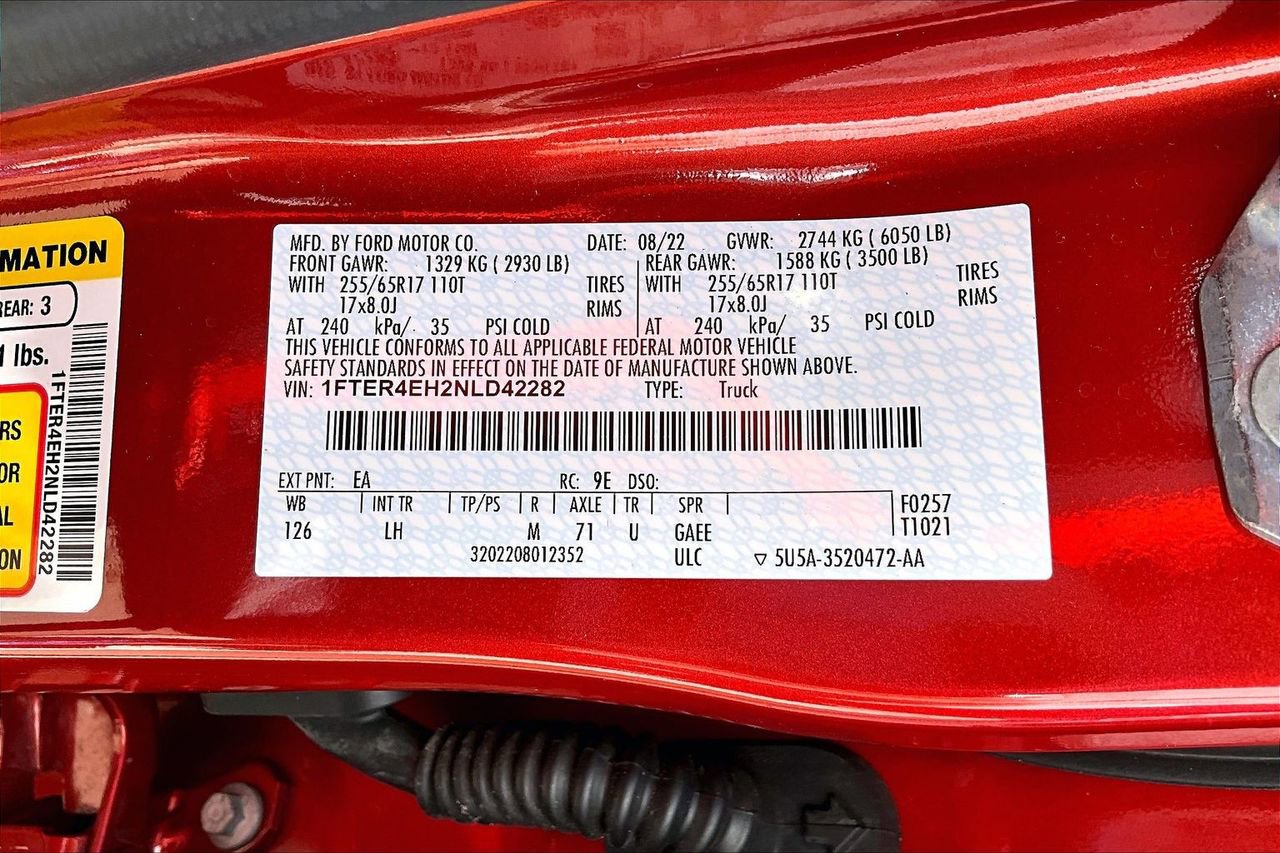 MATION
REAR: 3
1 lbs.
RS
OR
AL
ON
1FTER4EH2NLD42282
MFD. BY FORD MOTOR CO. DATE: 08/22 GVWR: 2744 KG ( 6050 LB)
FRONT GAWR: 1329 KG ( 2930 LB) REAR GAWR: 1588 KG ( 3500 LB)
WITH 255/65R17 110T TIRES WITH 255/65R17 110T TIRES
17x8.0J RIMS 17x8.0J RIMS
AT 240 kPa/ 35 PSI COLD AT 240 kPa/ 35 PSI COLD
THIS VEHICLE CONFORMS TO ALL APPLICABLE FEDERAL MOTOR VEHICLE
SAFETY STANDARDS IN EFFECT ON THE DATE OF MANUFACTURE SHOWN ABOVE.
VIN: 1FTER4EH2NLD42282 TYPE: Truck
EXT PNT: EA RC: 9E DSO:
WB INT TR TP/PS R AXLE TR SPR F0257
126 LH M 71 U GAEE T1021
3202208012352 ULC ▽ 5U5A-3520472-AA